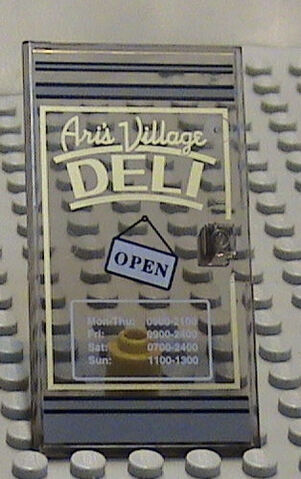 Ari's Village
DELI
OPEN
Mon/Thu: 0900-2100
Fri: 0900-2400
Sat: 0700-2400
Sun: 1100-1300